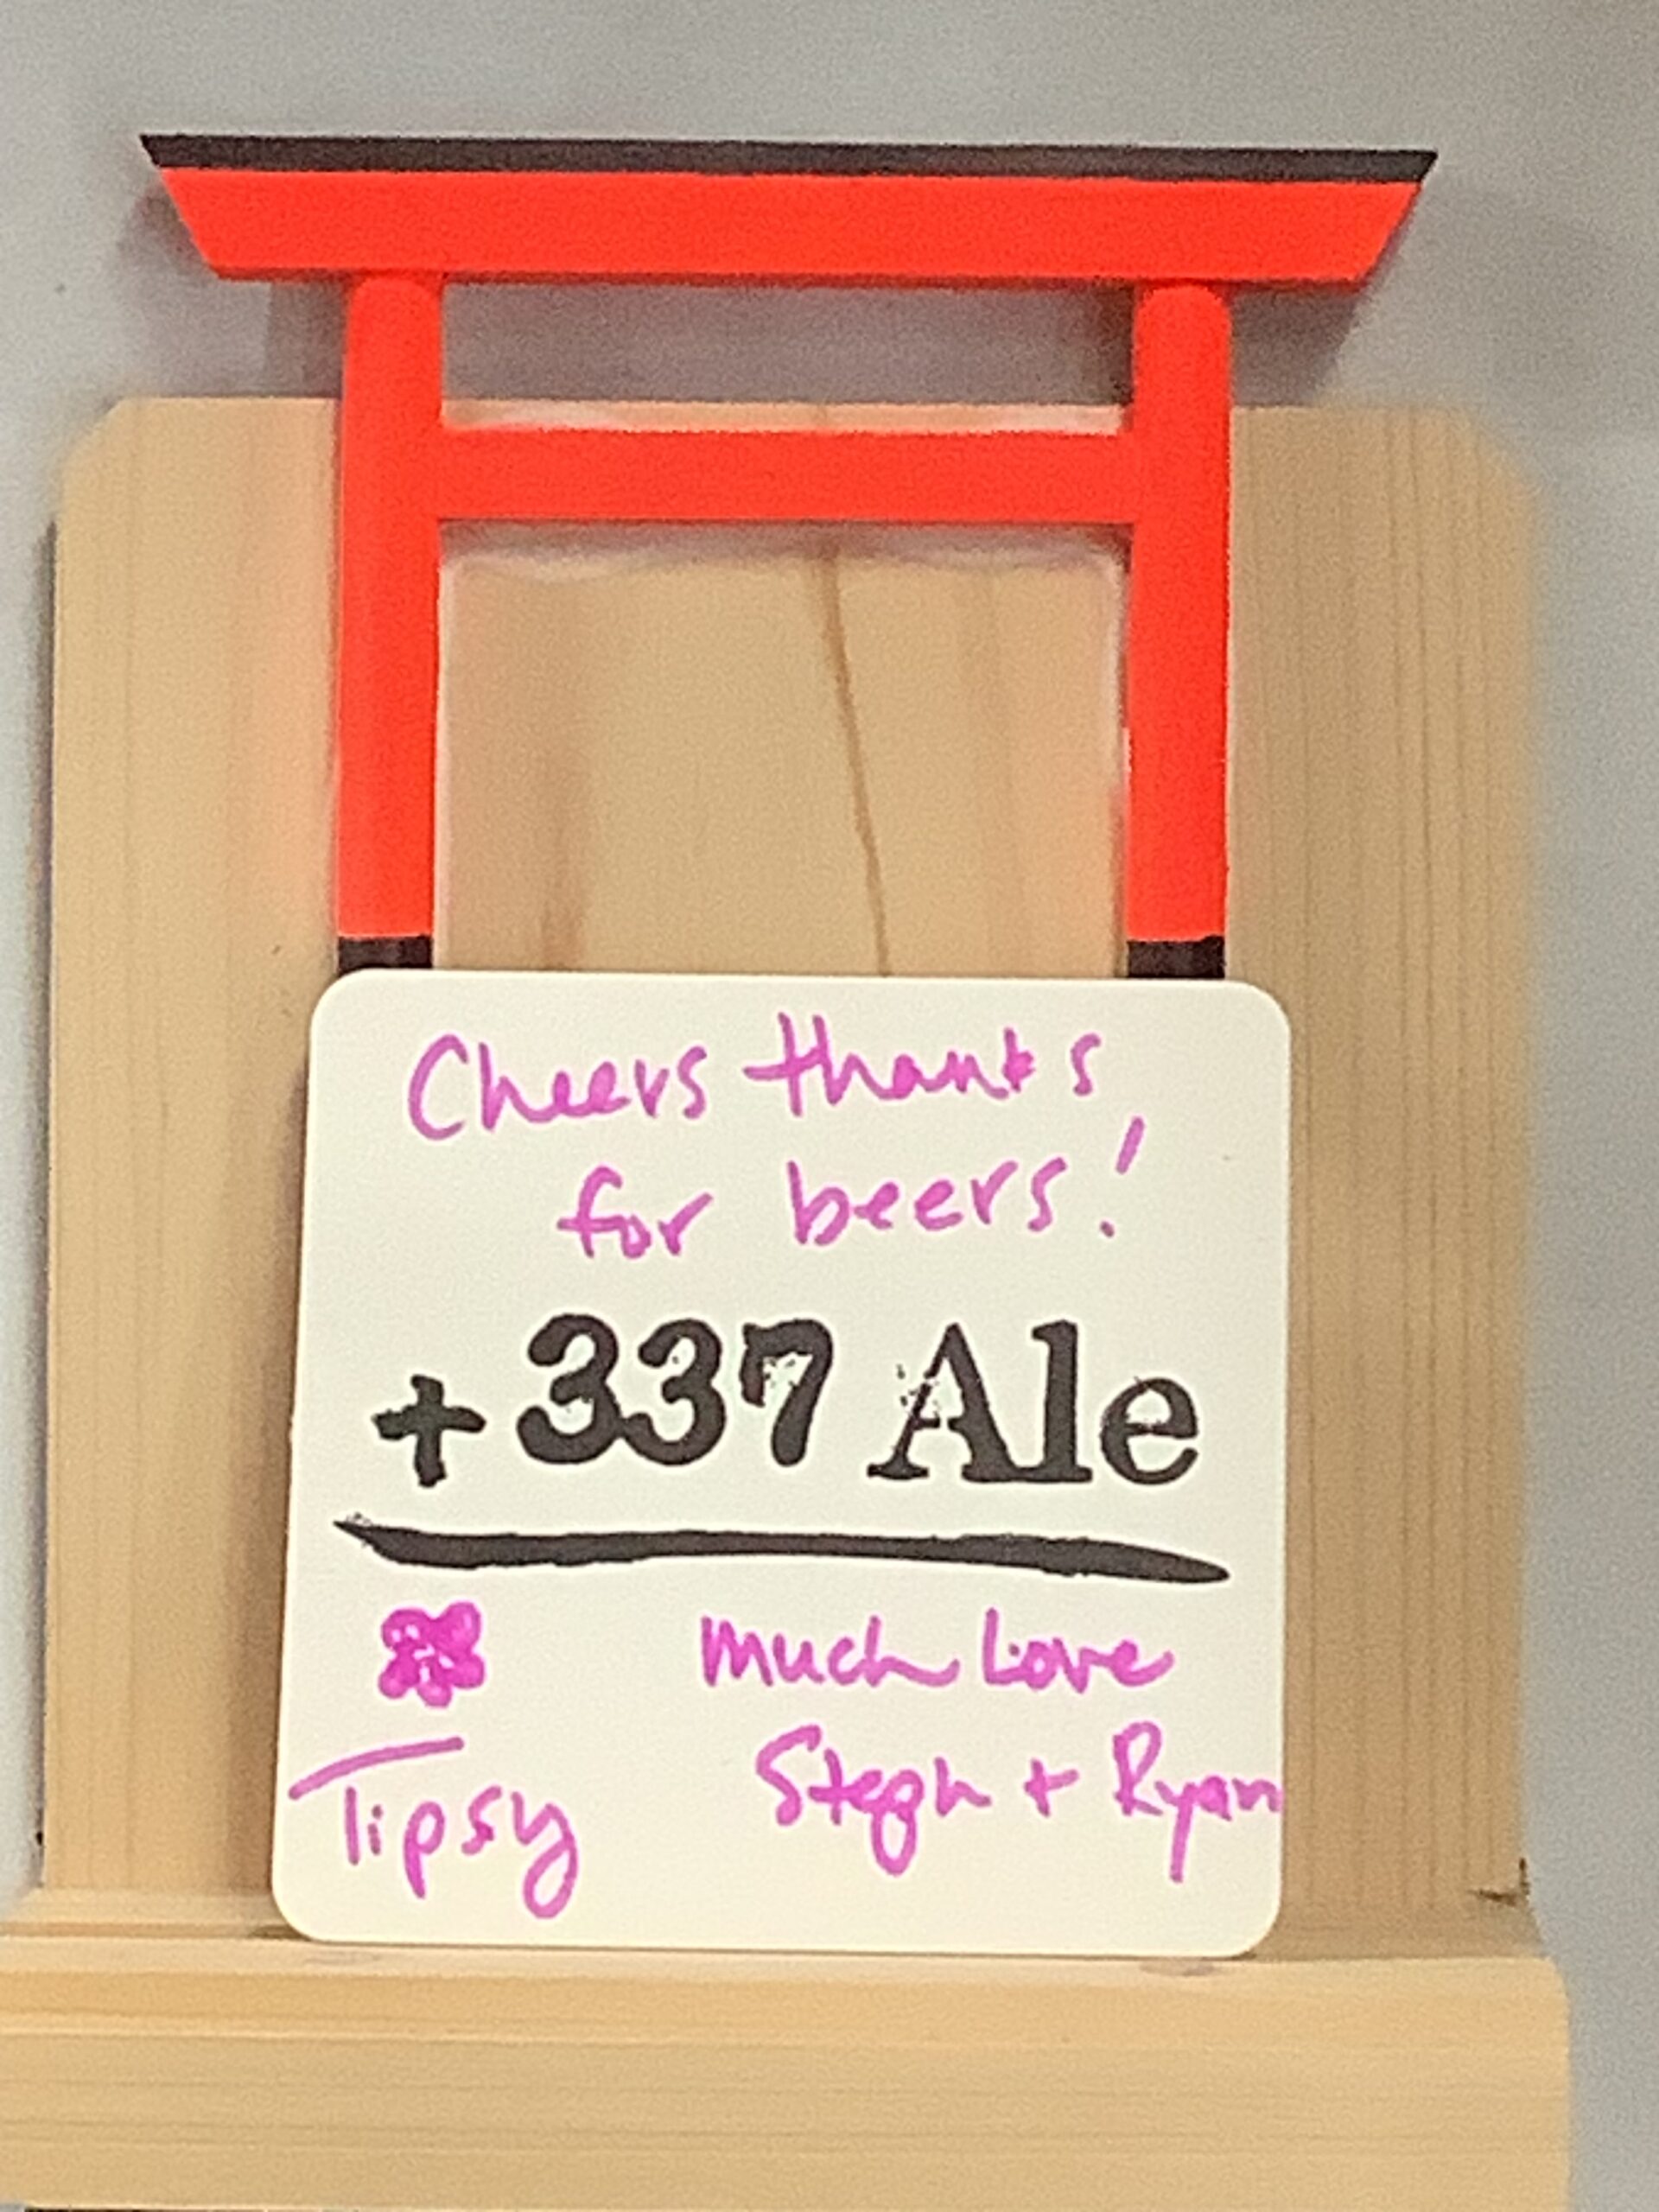 Cheers thanks
for beers!
+337 Ale
much Love
Steph + Ryan
Tipsy